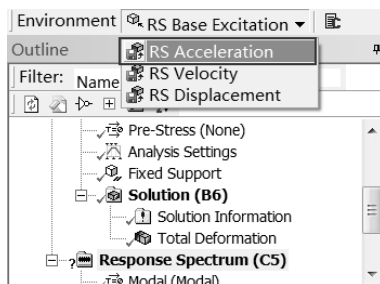 Environment RS Base Excitation
Outline RS Acceleration
Filter: Name RS Velocity
RS Displacement
Pre-Stress (None)
Analysis Settings
Fixed Support
Solution (B6)
Solution Information
Total Deformation
Response Spectrum (C5)
Modal (Modal)